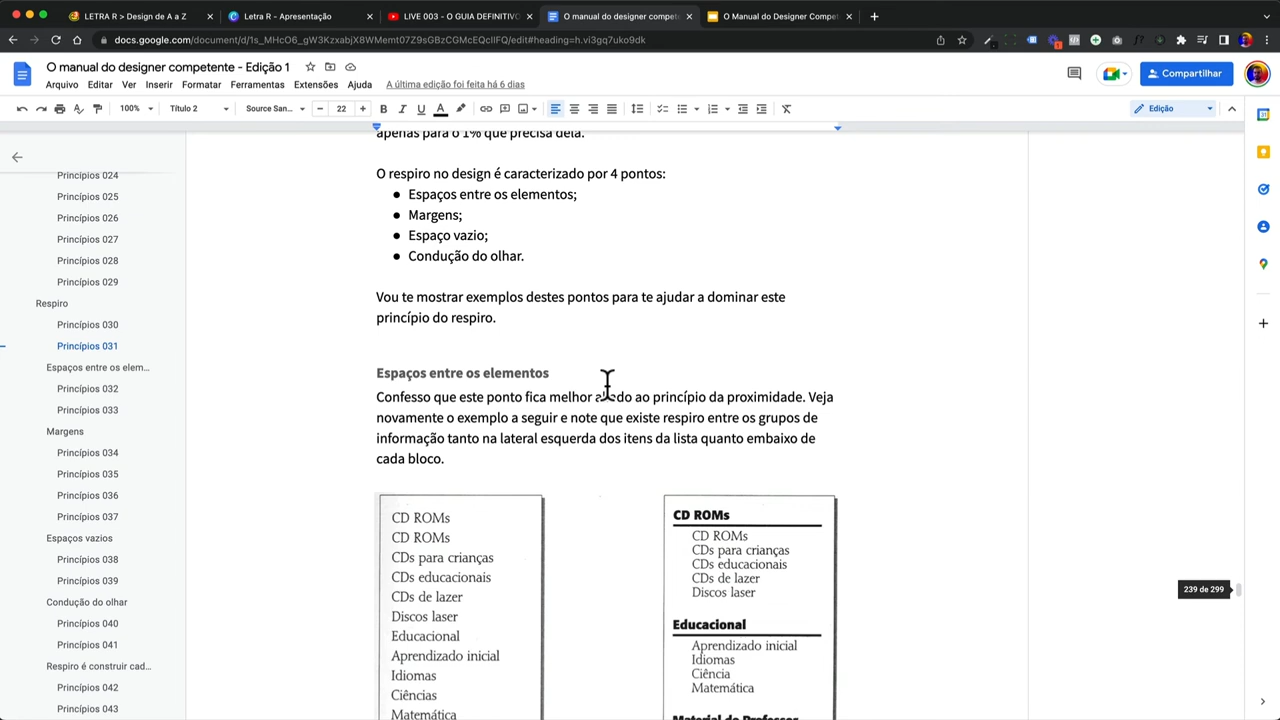 LETRA R > Design de A a Z
Letra R - Apresentação
LIVE 003 - O GUIA DEFINITIVO
O manual do designer compete
O Manual do Designer Compet
docs.google.com/document/d/1s_MHcO6_gW3KzxabjX8WMemt07Z9sGBzCGMcEQcIIFQ/edit#heading=h.vi3gq7uko9dk
O manual do designer competente - Edição 1
Arquivo Editar Ver Inserir Formatar Ferramentas Extensões Ajuda A última edição foi feita há 6 dias
Compartilhar
100% Título 2 Source San... 22 Edição
Princípios 024
Princípios 025
Princípios 026
Princípios 027
Princípios 028
Princípios 029
Respiro
Princípios 030
Princípios 031
Espaços entre os elem...
Princípios 032
Princípios 033
Margens
Princípios 034
Princípios 035
Princípios 036
Princípios 037
Espaços vazios
Princípios 038
Princípios 039
Condução do olhar
Princípios 040
Princípios 041
Respiro é construir cad...
Princípios 042
Princípios 043
apenas para o 1% que precisa dela.
O respiro no design é caracterizado por 4 pontos:
● Espaços entre os elementos;
● Margens;
● Espaço vazio;
● Condução do olhar.
Vou te mostrar exemplos destes pontos para te ajudar a dominar este
princípio do respiro.
Espaços entre os elementos
Confesso que este ponto fica melhor ao princípio da proximidade. Veja
novamente o exemplo a seguir e note que existe respiro entre os grupos de
informação tanto na lateral esquerda dos itens da lista quanto embaixo de
cada bloco.
CD ROMs
CD ROMs
CDs para crianças
CDs educacionais
CDs de lazer
Discos laser
Educacional
Aprendizado inicial
Idiomas
Ciências
Matemática
CD ROMs
CD ROMs
CDs para crianças
CDs educacionais
CDs de lazer
Discos laser
Educacional
Aprendizado inicial
Idiomas
Ciência
Matemática
Material do Professor
239 de 299